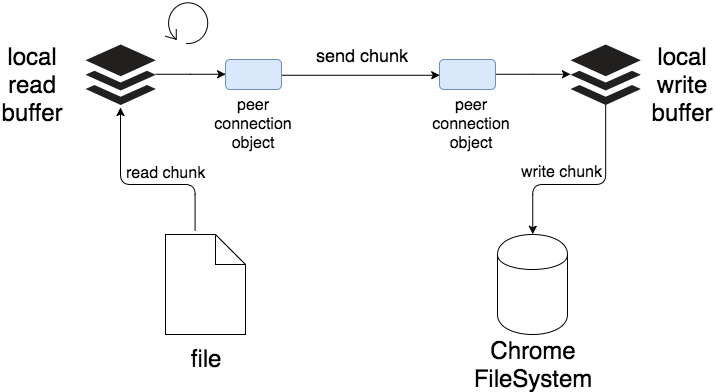 local
read
buffer
send chunk
local
write
buffer
peer
connection
object
peer
connection
object
read chunk
write chunk
file
Chrome
FileSystem